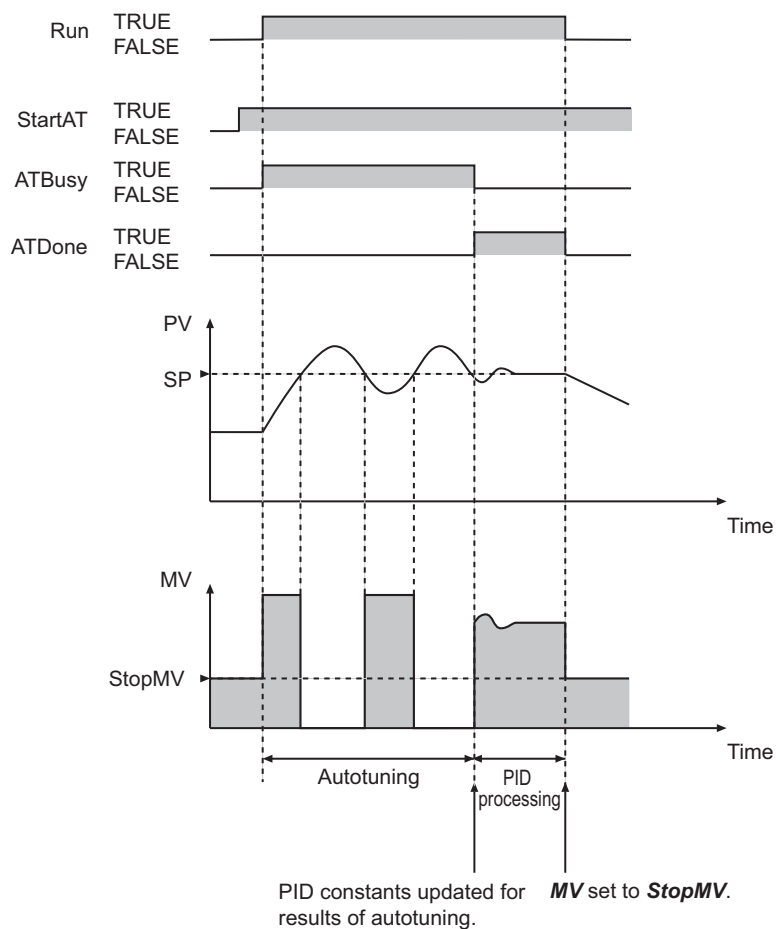 Run
TRUE
FALSE
StartAT
TRUE
FALSE
ATBusy
TRUE
FALSE
ATDone
TRUE
FALSE
PV
SP
Time
MV
StopMV
Time
Autotuning
PID
processing
PID constants updated for
results of autotuning.
MV set to StopMV.